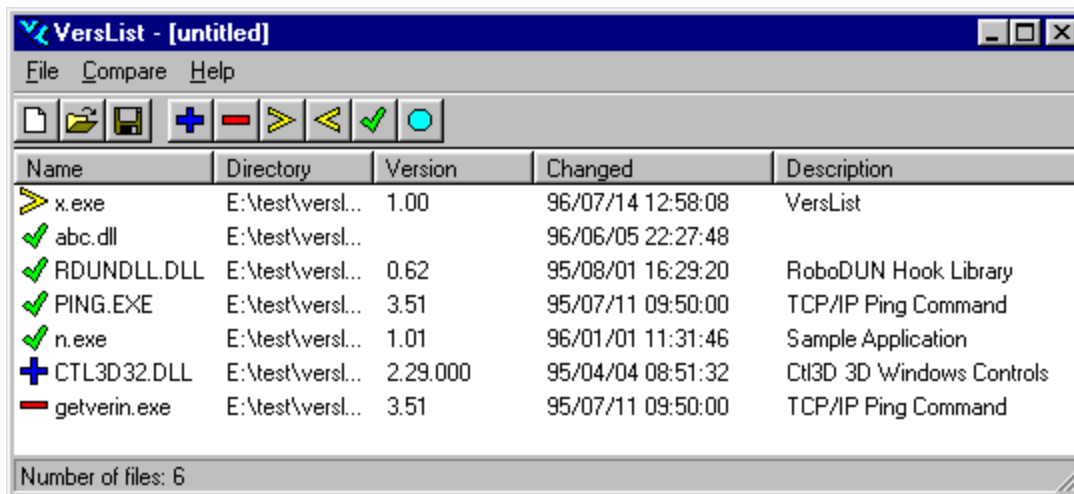 VersList - [untitled]
File Compare Help
Name Directory Version Changed Description
x.exe E:\test\versl... 1.00 96/07/14 12:58:08 VersList
abc.dll E:\test\versl... 96/06/05 22:27:48
RDUNDLL.DLL E:\test\versl... 0.62 95/08/01 16:29:20 RoboDUN Hook Library
PING.EXE E:\test\versl... 3.51 95/07/11 09:50:00 TCP/IP Ping Command
n.exe E:\test\versl... 1.01 96/01/01 11:31:46 Sample Application
CTL3D32.DLL E:\test\versl... 2.29.000 95/04/04 08:51:32 Ctl3D 3D Windows Controls
getverin.exe E:\test\versl... 3.51 95/07/11 09:50:00 TCP/IP Ping Command
Number of files: 6